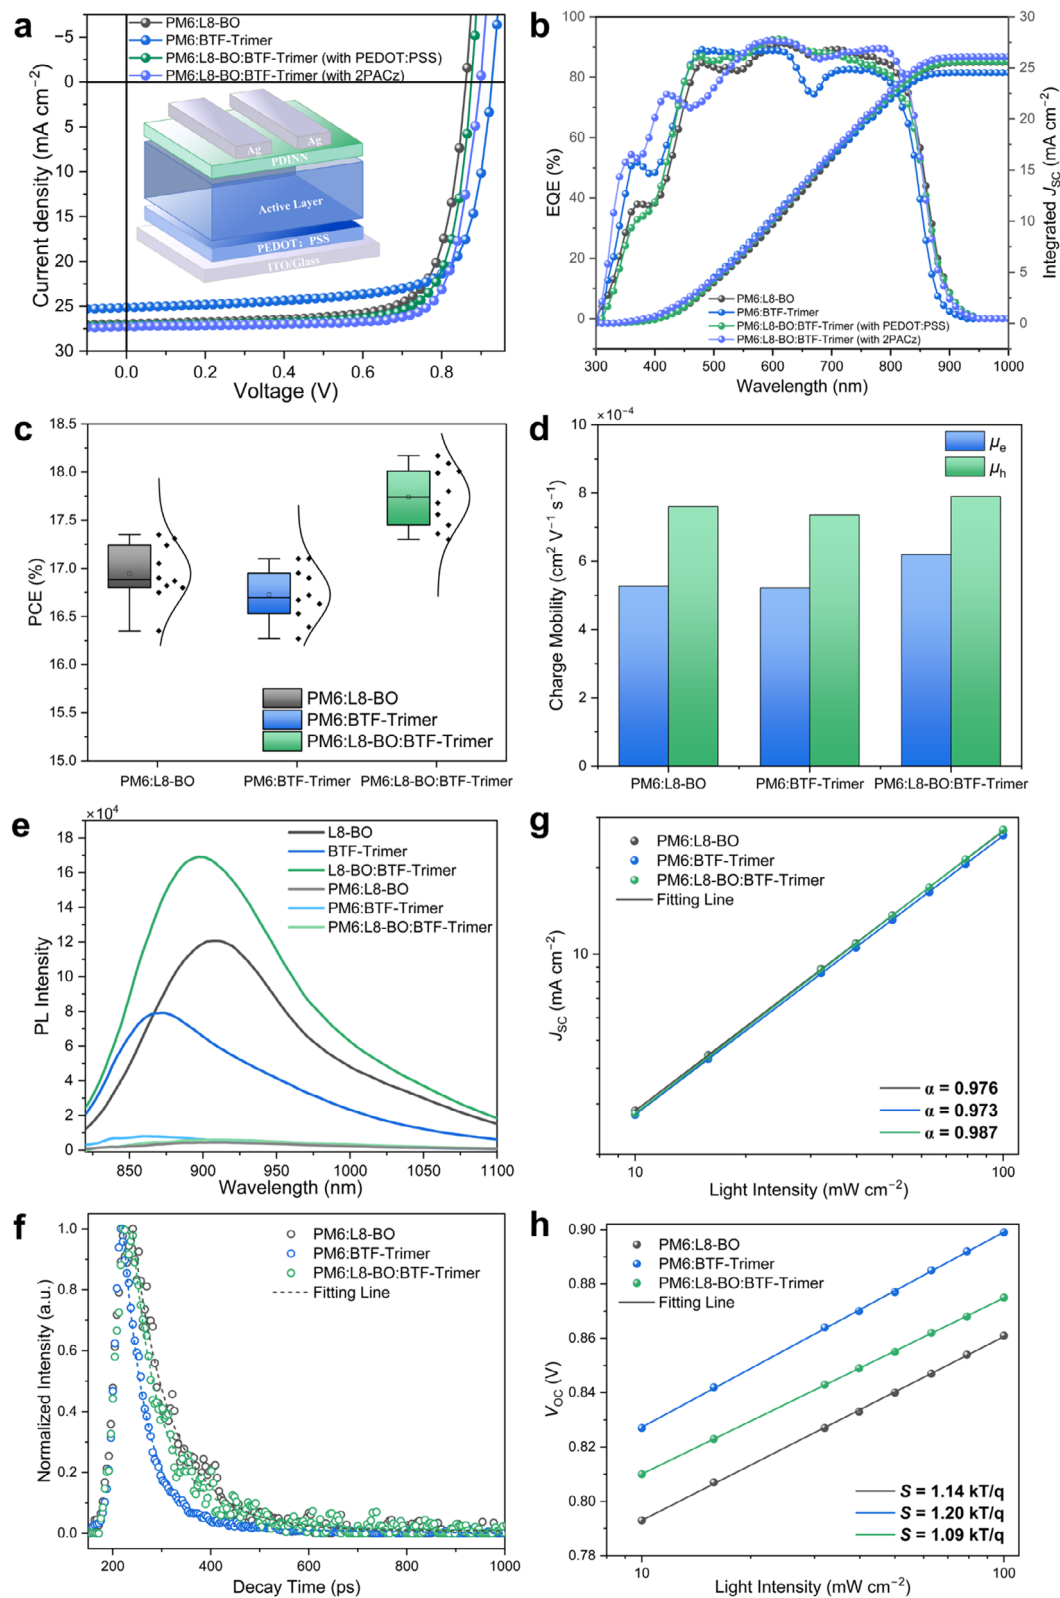 a
PM6:L8-BO
PM6:BTF-Trimer
PM6:L8-BO:BTF-Trimer (with PEDOT:PSS)
PM6:L8-BO:BTF-Trimer (with 2PACz)
Ag
Ag
PDINN
Active Layer
PEDOT: PSS
ITO/Glass
Current density (mA cm−2)
−5
0
5
10
15
20
25
30
0.0 0.2 0.4 0.6 0.8
Voltage (V)
b
EQE (%)
100
80
60
40
20
0
Integrated JSC (mA cm−2)
30
25
20
15
10
5
0
PM6:L8-BO
PM6:BTF-Trimer
PM6:L8-BO:BTF-Trimer (with PEDOT:PSS)
PM6:L8-BO:BTF-Trimer (with 2PACz)
300 400 500 600 700 800 900 1000
Wavelength (nm)
c
PCE (%)
18.5
18.0
17.5
17.0
16.5
16.0
15.5
15.0
PM6:L8-BO
PM6:BTF-Trimer
PM6:L8-BO:BTF-Trimer
PM6:L8-BO PM6:BTF-Trimer PM6:L8-BO:BTF-Trimer
d
×10−4
Charge Mobility (cm2 V−1 s−1)
10
8
6
4
2
0
μe
μh
PM6:L8-BO PM6:BTF-Trimer PM6:L8-BO:BTF-Trimer
e
×104
PL Intensity
18
16
14
12
10
8
6
4
2
0
L8-BO
BTF-Trimer
L8-BO:BTF-Trimer
PM6:L8-BO
PM6:BTF-Trimer
PM6:L8-BO:BTF-Trimer
850 900 950 1000 1050 1100
Wavelength (nm)
g
PM6:L8-BO
PM6:BTF-Trimer
PM6:L8-BO:BTF-Trimer
Fitting Line
JSC (mA cm−2)
10
α = 0.976
α = 0.973
α = 0.987
10 100
Light Intensity (mW cm−2)
f
Normalized Intensity (a.u.)
1.0
0.8
0.6
0.4
0.2
0.0
PM6:L8-BO
PM6:BTF-Trimer
PM6:L8-BO:BTF-Trimer
Fitting Line
200 400 600 800 1000
Decay Time (ps)
h
VOC (V)
0.90
0.88
0.86
0.84
0.82
0.80
0.78
PM6:L8-BO
PM6:BTF-Trimer
PM6:L8-BO:BTF-Trimer
Fitting Line
S = 1.14 kT/q
S = 1.20 kT/q
S = 1.09 kT/q
10 100
Light Intensity (mW cm−2)